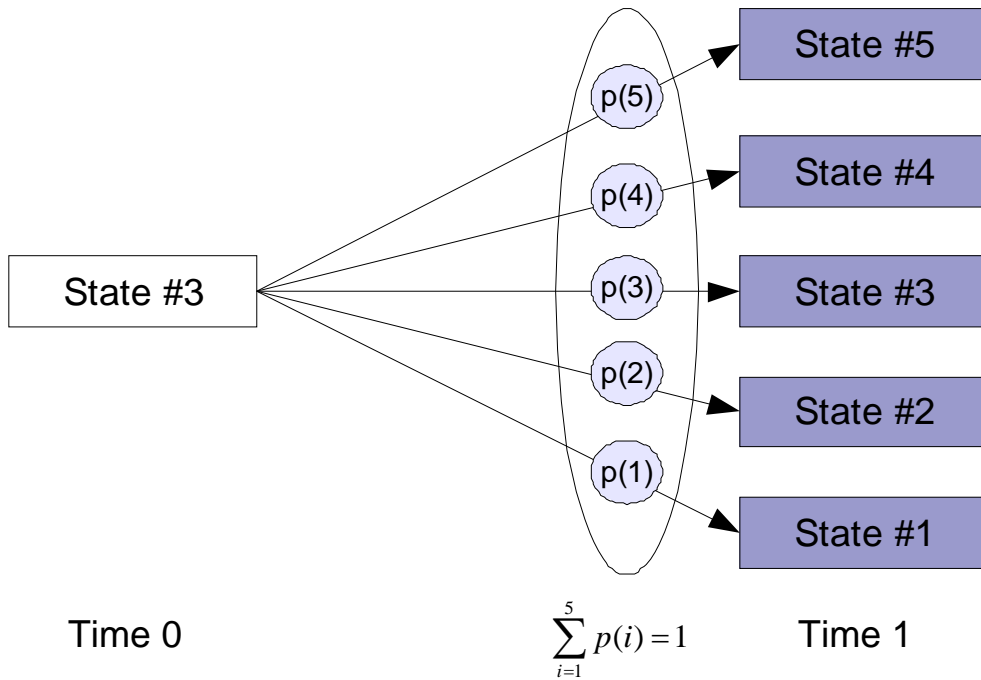 State #5
p(5)
State #4
p(4)
State #3
p(3)
State #3
p(2)
State #2
p(1)
State #1
Time 0
5
∑ p(i) = 1
i=1
Time 1